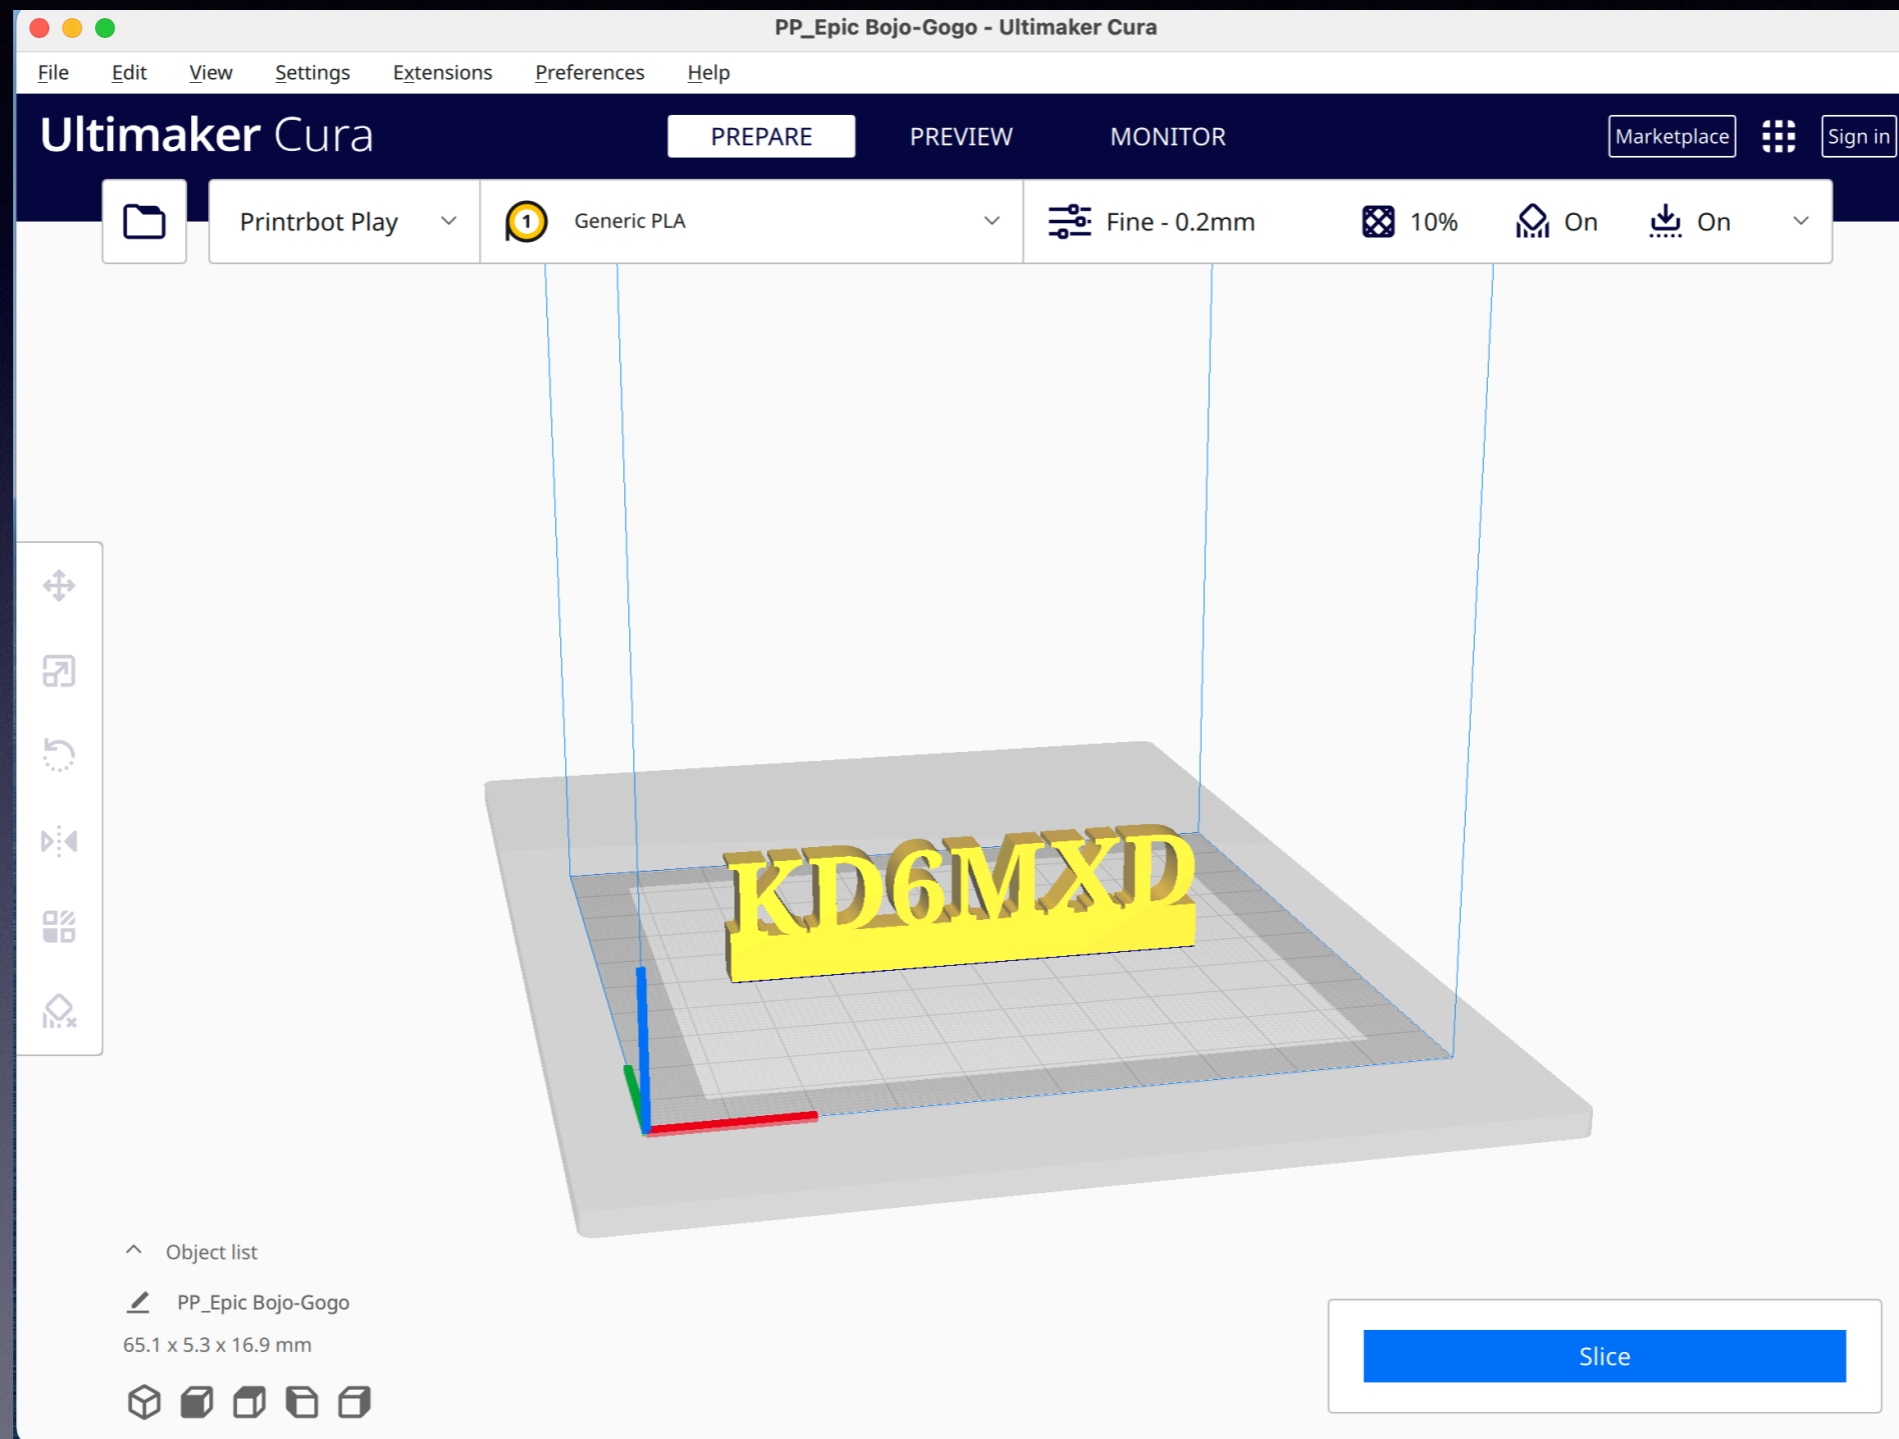 PP_Epic Bojo-Gogo - Ultimaker Cura
File Edit View Settings Extensions Preferences Help
Ultimaker Cura PREPARE PREVIEW MONITOR Marketplace Sign in
Printrbot Play 1 Generic PLA Fine - 0.2mm 10% On On
KD6MXD
Object list
PP_Epic Bojo-Gogo
65.1 x 5.3 x 16.9 mm
Slice